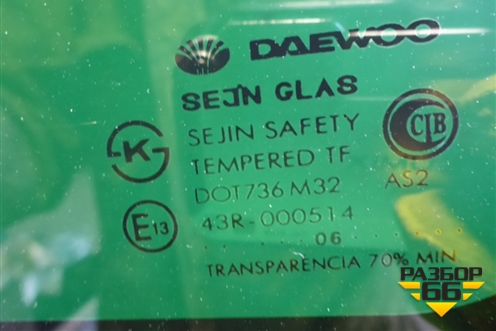 DAEWOO
SEJN GLAS
SEJIN SAFETY
K
CIB
TEMPERED TF
DOT736 M32 AS2
E13 43R-000514
.. ... 06 ... ..
TRANSPARENCIA 70% MIN
РАЗБОР
66